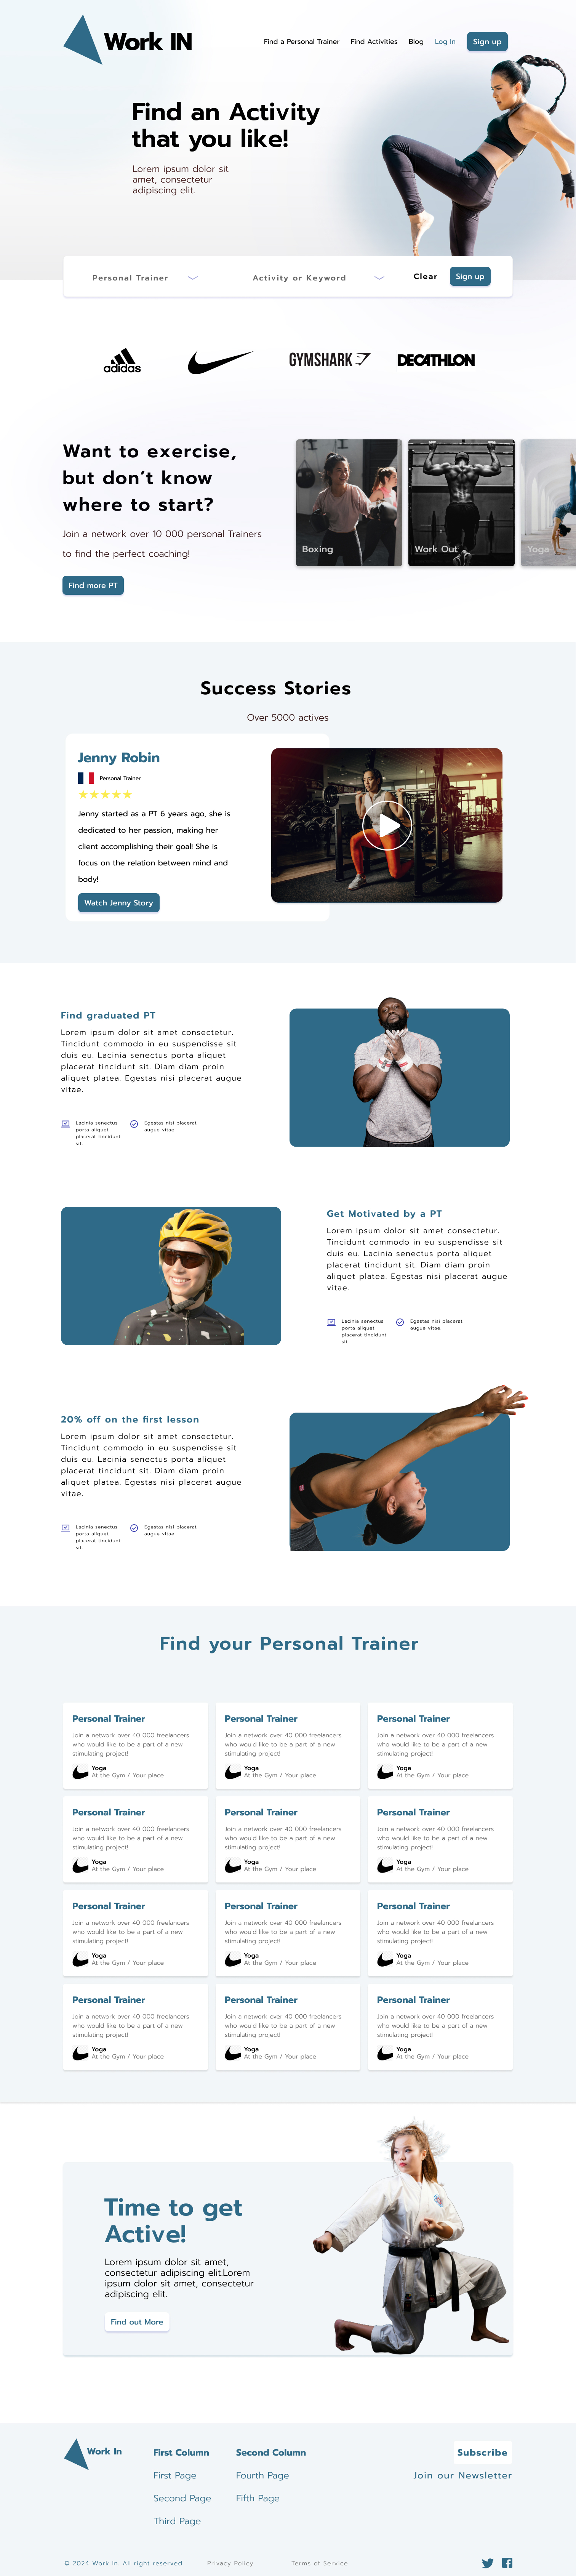 Work IN
Find a Personal Trainer
Find Activities
Blog
Log In
Sign up
Find an Activity
that you like!
Lorem ipsum dolor sit
amet, consectetur
adipiscing elit.
Personal Trainer
Activity or Keyword
Clear
Sign up
adidas
GYMSHARK
DECATHLON
Want to exercise,
but don't know
where to start?
Join a network over 10 000 personal Trainers
to find the perfect coaching!
Find more PT
Boxing
Work Out
Yoga
Success Stories
Over 5000 actives
Jenny Robin
Personal Trainer
Jenny started as a PT 6 years ago, she is
dedicated to her passion, making her
client accomplishing their goal! She is
focus on the relation between mind and
body!
Watch Jenny Story
Find graduated PT
Lorem ipsum dolor sit amet consectetur.
Tincidunt commodo in eu suspendisse sit
duis eu. Lacinia senectus porta aliquet
placerat tincidunt sit. Diam diam proin
aliquet platea. Egestas nisi placerat augue
vitae.
Lacinia senectus
porta aliquet
placerat tincidunt
sit.
Egestas nisi placerat
augue vitae.
Get Motivated by a PT
Lorem ipsum dolor sit amet consectetur.
Tincidunt commodo in eu suspendisse sit
duis eu. Lacinia senectus porta aliquet
placerat tincidunt sit. Diam diam proin
aliquet platea. Egestas nisi placerat augue
vitae.
Lacinia senectus
porta aliquet
placerat tincidunt
sit.
Egestas nisi placerat
augue vitae.
20% off on the first lesson
Lorem ipsum dolor sit amet consectetur.
Tincidunt commodo in eu suspendisse sit
duis eu. Lacinia senectus porta aliquet
placerat tincidunt sit. Diam diam proin
aliquet platea. Egestas nisi placerat augue
vitae.
Lacinia senectus
porta aliquet
placerat tincidunt
sit.
Egestas nisi placerat
augue vitae.
Find your Personal Trainer
Personal Trainer
Join a network over 40 000 freelancers
who would like to be a part of a new
stimulating project!
Yoga
At the Gym / Your place
Personal Trainer
Join a network over 40 000 freelancers
who would like to be a part of a new
stimulating project!
Yoga
At the Gym / Your place
Personal Trainer
Join a network over 40 000 freelancers
who would like to be a part of a new
stimulating project!
Yoga
At the Gym / Your place
Personal Trainer
Join a network over 40 000 freelancers
who would like to be a part of a new
stimulating project!
Yoga
At the Gym / Your place
Personal Trainer
Join a network over 40 000 freelancers
who would like to be a part of a new
stimulating project!
Yoga
At the Gym / Your place
Personal Trainer
Join a network over 40 000 freelancers
who would like to be a part of a new
stimulating project!
Yoga
At the Gym / Your place
Personal Trainer
Join a network over 40 000 freelancers
who would like to be a part of a new
stimulating project!
Yoga
At the Gym / Your place
Personal Trainer
Join a network over 40 000 freelancers
who would like to be a part of a new
stimulating project!
Yoga
At the Gym / Your place
Personal Trainer
Join a network over 40 000 freelancers
who would like to be a part of a new
stimulating project!
Yoga
At the Gym / Your place
Personal Trainer
Join a network over 40 000 freelancers
who would like to be a part of a new
stimulating project!
Yoga
At the Gym / Your place
Personal Trainer
Join a network over 40 000 freelancers
who would like to be a part of a new
stimulating project!
Yoga
At the Gym / Your place
Personal Trainer
Join a network over 40 000 freelancers
who would like to be a part of a new
stimulating project!
Yoga
At the Gym / Your place
Time to get
Active!
Lorem ipsum dolor sit amet,
consectetur adipiscing elit.Lorem
ipsum dolor sit amet, consectetur
adipiscing elit.
Find out More
Work In
First Column
First Page
Second Page
Third Page
Second Column
Fourth Page
Fifth Page
Subscribe
Join our Newsletter
© 2024 Work In. All right reserved
Privacy Policy
Terms of Service